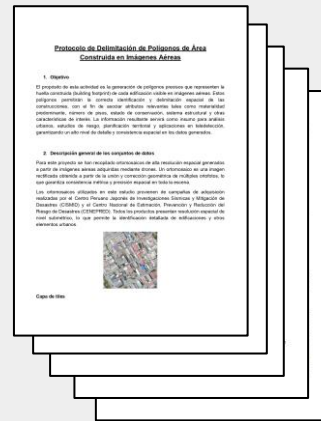 Protocolo de Delimitación de Polígonos de Área
Construida en Imágenes Aéreas
1. Objetivo
El propósito de esta actividad es la generación de polígonos precisos que representen la
huella construida (building footprint) de cada edificación visible en imágenes aéreas. Estos
polígonos permitirán la correcta identificación y delimitación espacial de las
construcciones, con el fin de asociar atributos relevantes tales como materialidad
predominante, número de pisos, estado de conservación, sistema estructural y otras
características de interés. La información resultante servirá como insumo para análisis
urbanos, estudios de riesgo, planificación territorial y aplicaciones en teledetección,
garantizando un alto nivel de detalle y consistencia espacial en los datos generados.
2. Descripción general de los conjuntos de datos
Para este proyecto se han recopilado ortomosaicos de alta resolución espacial generados
a partir de imágenes aéreas adquiridas mediante drones. Un ortomosaico es una imagen
rectificada obtenida a partir de la unión y corrección geométrica de múltiples ortofotos, lo
que garantiza consistencia métrica y precisión espacial en toda la escena.
Los ortomosaicos utilizados en este estudio provienen de campañas de adquisición
realizadas por el Centro Peruano Japonés de Investigaciones Sísmicas y Mitigación de
Desastres (CISMID) y el Centro Nacional de Estimación, Prevención y Reducción del
Riesgo de Desastres (CENEPRED). Todos los productos presentan resolución espacial de
nivel submétrico, lo que permite la identificación detallada de edificaciones y otros
elementos urbanos.
Capa de lotes